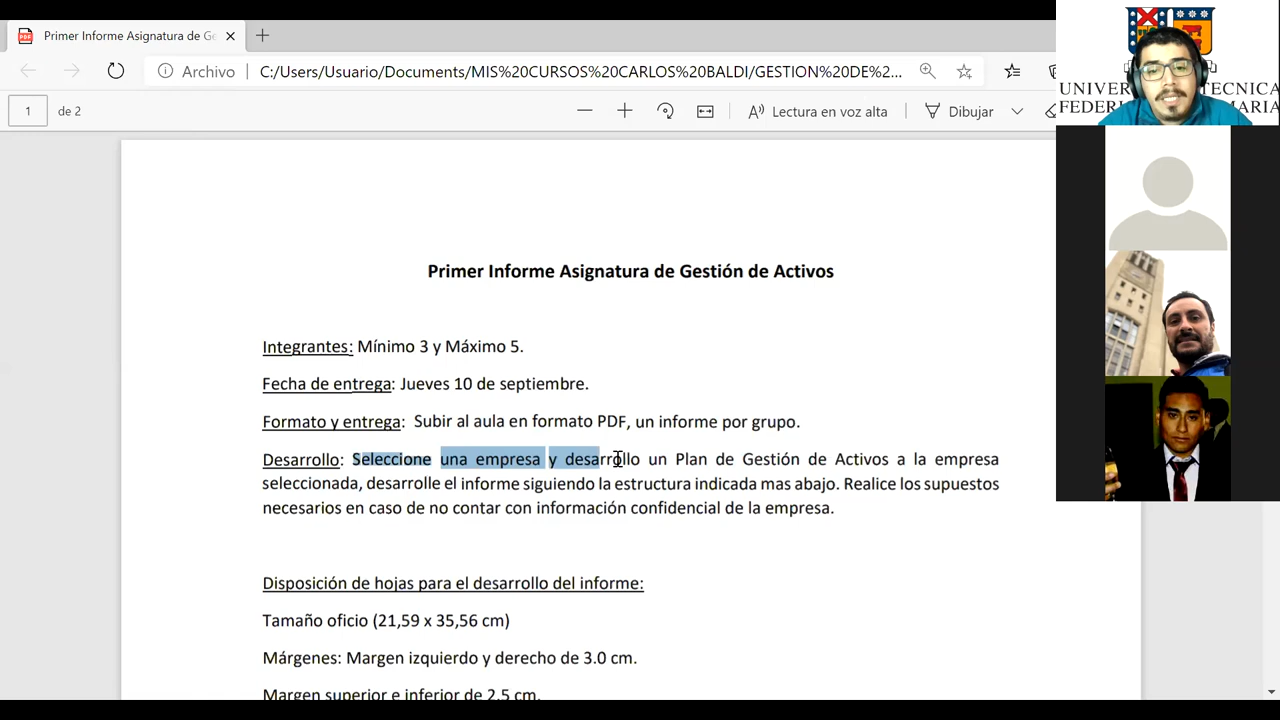 Primer Informe Asignatura de Ge
Archivo
C:/Users/Usuario/Documents/MIS%20CURSOS%20CARLOS%20BALDI/GESTION%20DE%2...
1 de 2
Lectura en voz alta
Dibujar
UNIVER TECNICA
FEDERI MARIA
Primer Informe Asignatura de Gestión de Activos
Integrantes: Mínimo 3 y Máximo 5.
Fecha de entrega: Jueves 10 de septiembre.
Formato y entrega: Subir al aula en formato PDF, un informe por grupo.
Desarrollo: Seleccione una empresa y desarrollo un Plan de Gestión de Activos a la empresa
seleccionada, desarrolle el informe siguiendo la estructura indicada mas abajo. Realice los supuestos
necesarios en caso de no contar con información confidencial de la empresa.
Disposición de hojas para el desarrollo del informe:
Tamaño oficio (21,59 x 35,56 cm)
Márgenes: Margen izquierdo y derecho de 3.0 cm.
Margen superior e inferior de 2.5 cm.